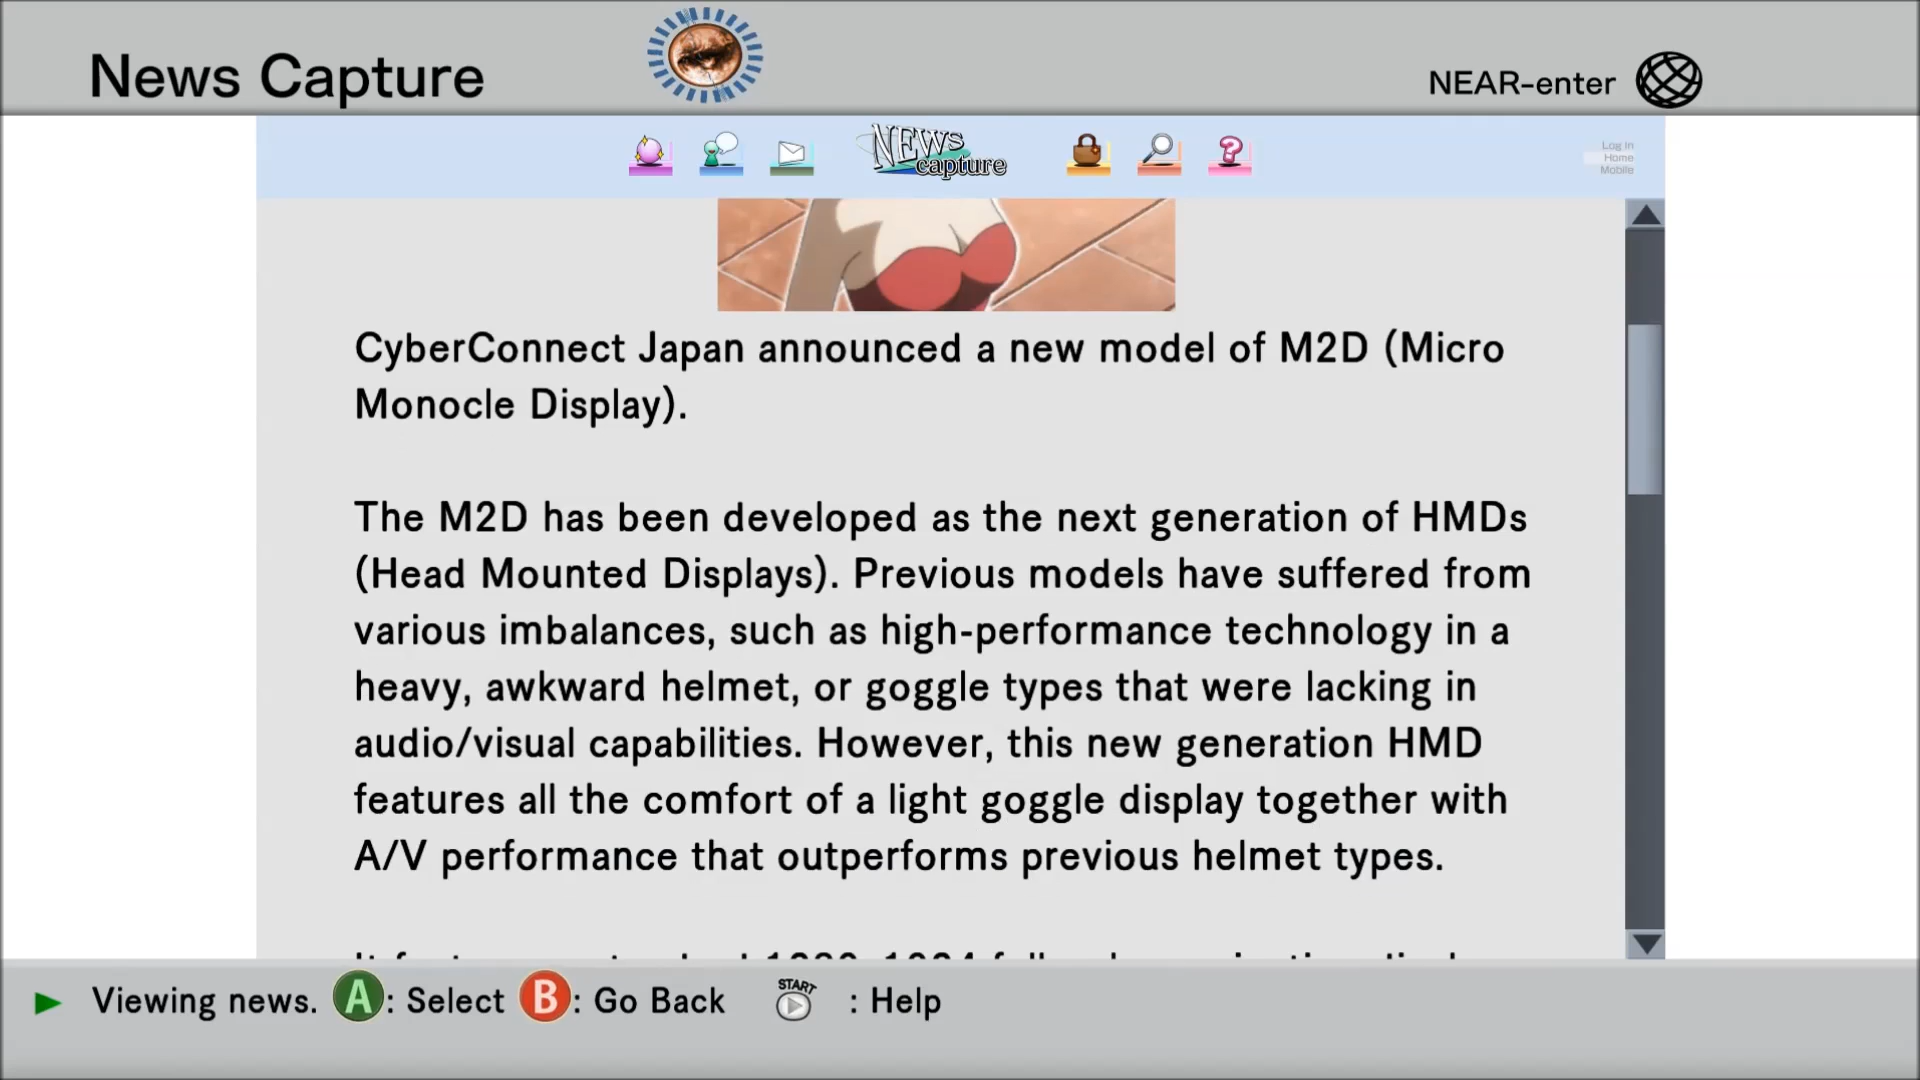 News Capture
NEAR-enter
NEWS
capture
Log In
Home
Mobile
CyberConnect Japan announced a new model of M2D (Micro
Monocle Display).
The M2D has been developed as the next generation of HMDs
(Head Mounted Displays). Previous models have suffered from
various imbalances, such as high-performance technology in a
heavy, awkward helmet, or goggle types that were lacking in
audio/visual capabilities. However, this new generation HMD
features all the comfort of a light goggle display together with
A/V performance that outperforms previous helmet types.
Viewing news. A : Select B : Go Back START : Help